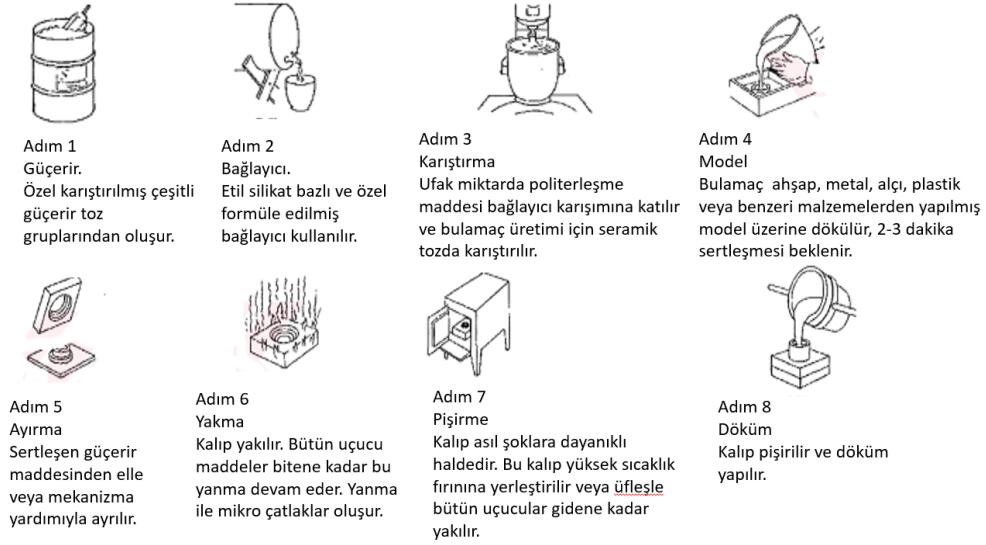 Adım 1
Güçerir.
Özel karıştırılmış çeşitli
güçerir toz
gruplarından oluşur.
Adım 2
Bağlayıcı.
Etil silikat bazlı ve özel
formüle edilmiş
bağlayıcı kullanılır.
Adım 3
Karıştırma
Ufak miktarda politerleşme
maddesi bağlayıcı karışımına katılır
ve bulamaç üretimi için seramik
tozda karıştırılır.
Adım 4
Model
Bulamaç ahşap, metal, alçı, plastik
veya benzeri malzemelerden yapılmış
model üzerine dökülür, 2-3 dakika
sertleşmesi beklenir.
Adım 5
Ayırma
Sertleşen güçerir
maddesinden elle
veya mekanizma
yardımıyla ayrılır.
Adım 6
Yakma
Kalıp yakılır. Bütün uçucu
maddeler bitene kadar bu
yanma devam eder. Yanma
ile mikro çatlaklar oluşur.
Adım 7
Pişirme
Kalıp asıl şoklara dayanıklı
haldedir. Bu kalıp yüksek sıcaklık
fırınına yerleştirilir veya üfleşle
bütün uçucular gidene kadar
yakılır.
Adım 8
Döküm
Kalıp pişirilir ve döküm
yapılır.